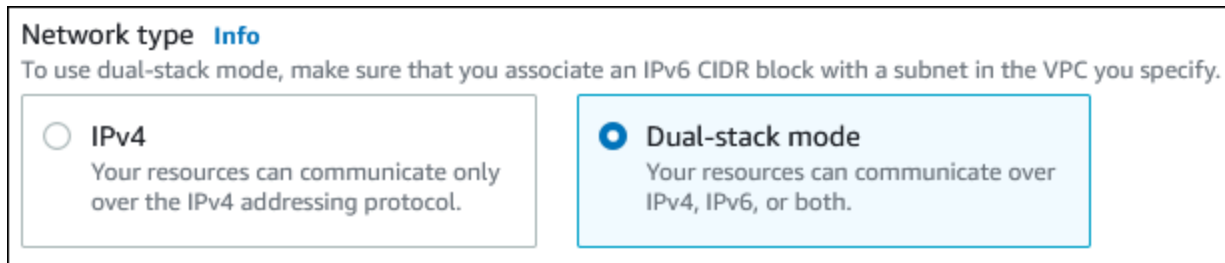 Network type Info
To use dual-stack mode, make sure that you associate an IPv6 CIDR block with a subnet in the VPC you specify.
IPv4
Your resources can communicate only
over the IPv4 addressing protocol.
Dual-stack mode
Your resources can communicate over
IPv4, IPv6, or both.